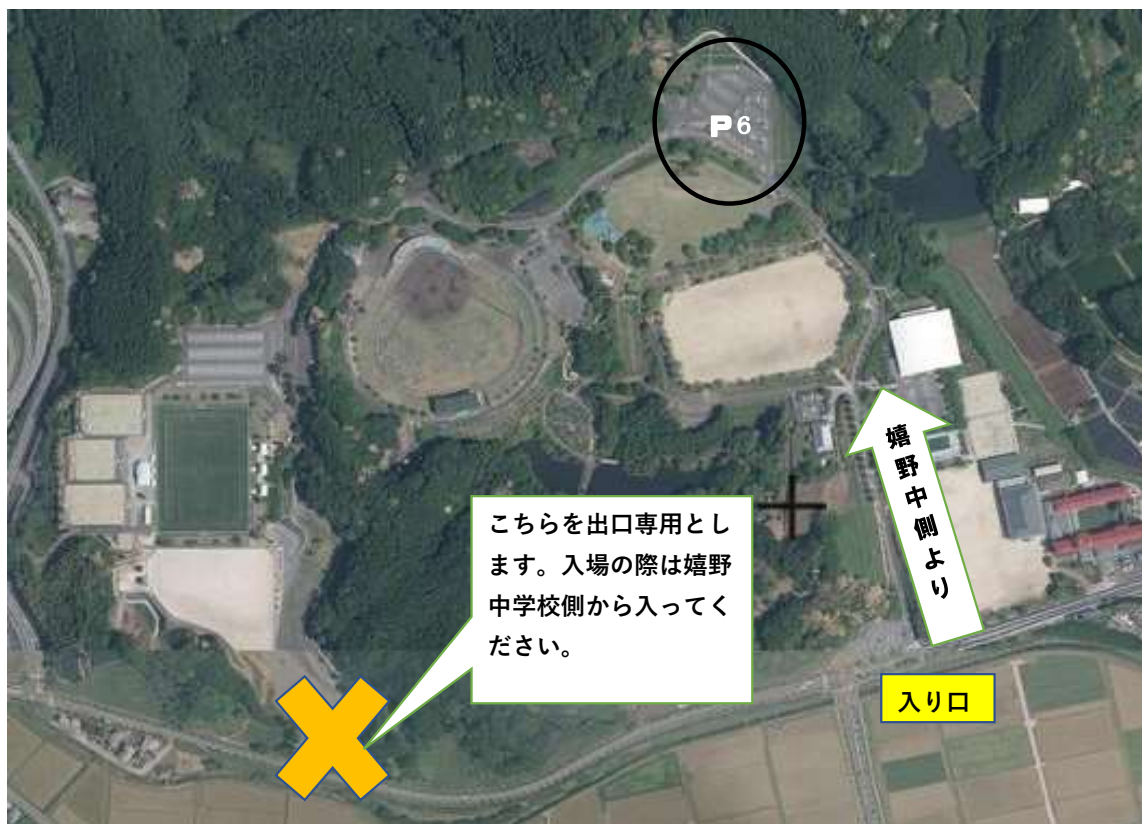 P6
嬉野中側より
こちらを出口専用とし
ます。入場の際は嬉野
中学校側から入ってく
ださい。
入り口